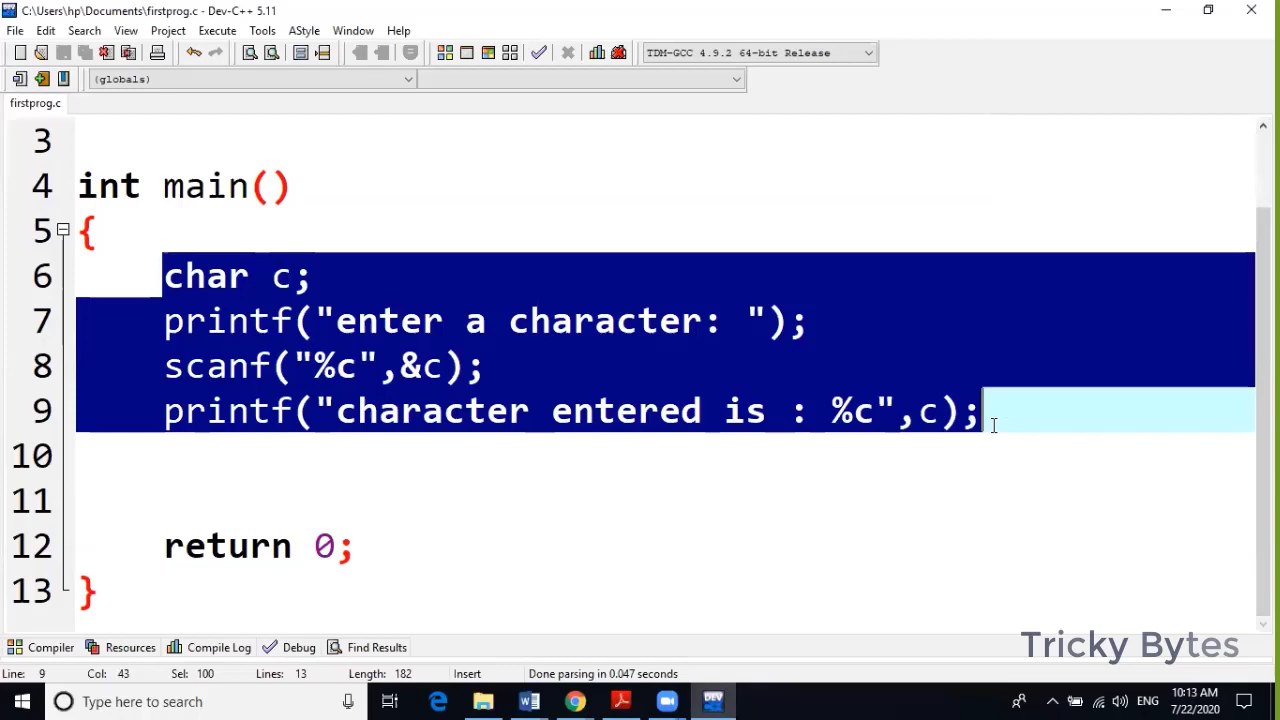 C:\Users\hp\Documents\firstprog.c - Dev-C++ 5.11
File Edit Search View Project Execute Tools AStyle Window Help
TDM-GCC 4.9.2 64-bit Release
(globals)
firstprog.c
3
4 int main()
5 {
6 char c;
7 printf("enter a character: ");
8 scanf("%c",&c);
9 printf("character entered is : %c",c);
10
11
12 return 0;
13 }
Compiler Resources Compile Log Debug Find Results
Tricky Bytes
Line: 9 Col: 43 Sel: 100 Lines: 13 Length: 182 Insert Done parsing in 0.047 seconds
Type here to search
DEV
ENG
10:13 AM
7/22/2020